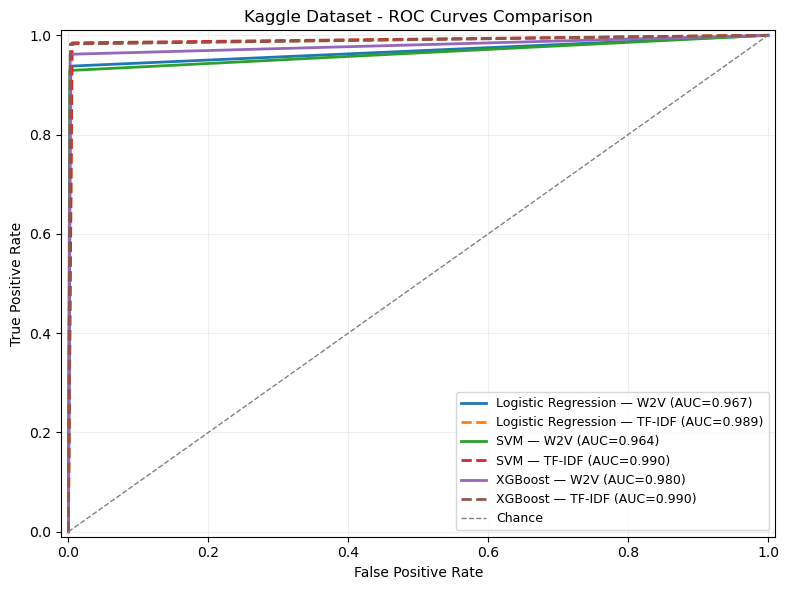 Kaggle Dataset - ROC Curves Comparison
1.0
0.8
0.6
0.4
0.2
0.0
True Positive Rate
Logistic Regression — W2V (AUC=0.967)
Logistic Regression — TF-IDF (AUC=0.989)
SVM — W2V (AUC=0.964)
SVM — TF-IDF (AUC=0.990)
XGBoost — W2V (AUC=0.980)
XGBoost — TF-IDF (AUC=0.990)
Chance
0.0 0.2 0.4 0.6 0.8 1.0
False Positive Rate